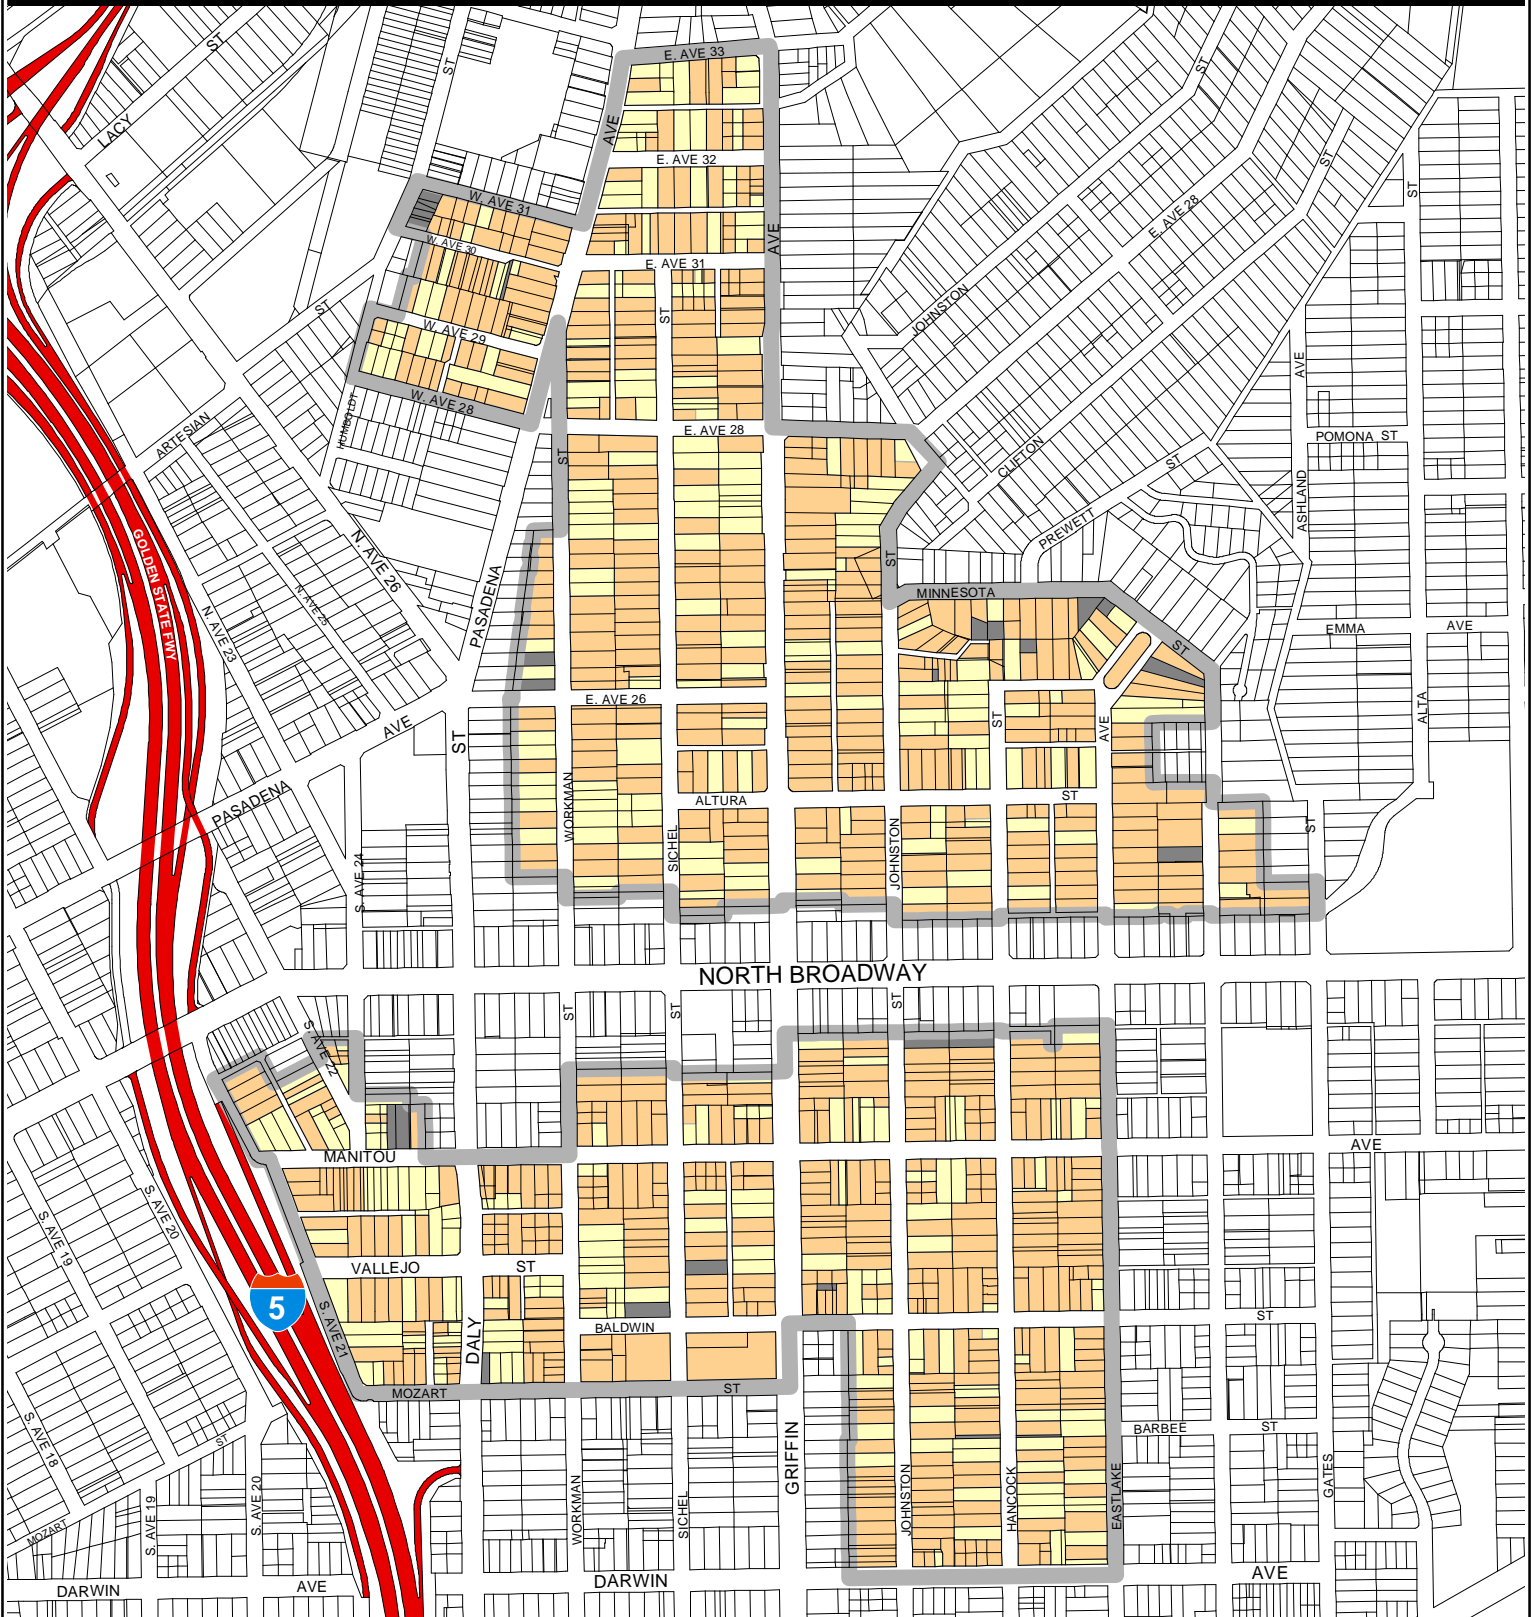 E. AVE 33
ST
ST
ST
LACY
AVE
E. AVE 32
ST
ST
W. AVE 31
E. AVE 28
W. AVE 30
AVE
E. AVE 31
JOHNSTON
ST
ST
W. AVE 29
AVE
W. AVE 28
HUMBOLDT
ARTESIAN
E. AVE 28
POMONA ST
ST
CLIFTON
ST
ASHLAND
GOLDEN STATE FWY
N. AVE 26
PREWETT
ST
PASADENA
N. AVE 25
N. AVE 23
MINNESOTA
EMMA
AVE
ST
E. AVE 26
AVE
ST
ST
AVE
ALTA
PASADENA
WORKMAN
ALTURA
ST
SICHEL
JOHNSTON
ST
S. AVE 24
NORTH BROADWAY
ST
ST
ST
S. AVE 22
MANITOU
AVE
S. AVE 20
S. AVE 19
VALLEJO
ST
5
S. AVE 21
DALY
BALDWIN
ST
MOZART
ST
S. AVE 18
ST
GRIFFIN
BARBEE
ST
GATES
S. AVE 19
S. AVE 20
WORKMAN
SICHEL
JOHNSTON
HANCOCK
EASTLAKE
MOZART
DARWIN
AVE
DARWIN
AVE